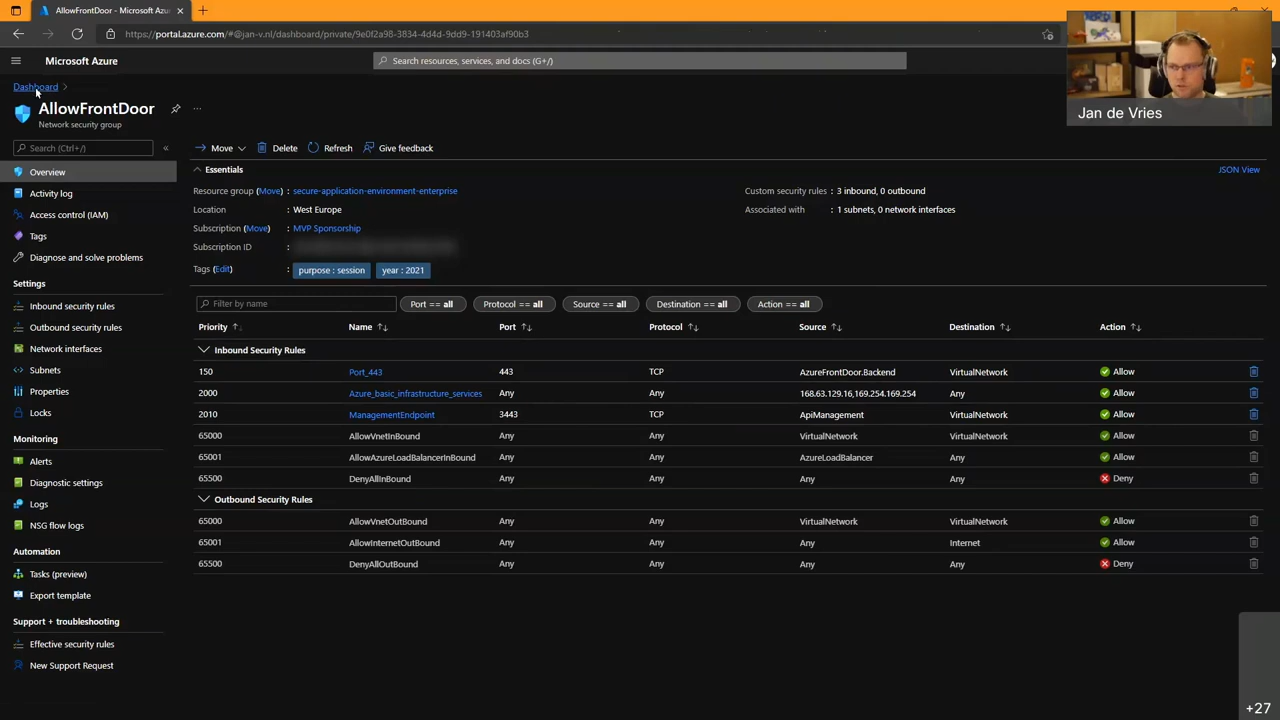 AllowFrontDoor - Microsoft Azure
https://portal.azure.com/#@jan-v.nl/dashboard/private/9e0f2a98-3834-4d4d-9dd9-191403af90b3
Microsoft Azure
Search resources, services, and docs (G+/)
Dashboard
AllowFrontDoor
Network security group
Jan de Vries
Search (Ctrl+/)
Move
Delete
Refresh
Give feedback
Overview
Activity log
Access control (IAM)
Tags
Diagnose and solve problems
Settings
Inbound security rules
Outbound security rules
Network interfaces
Subnets
Properties
Locks
Monitoring
Alerts
Diagnostic settings
Logs
NSG flow logs
Automation
Tasks (preview)
Export template
Support + troubleshooting
Effective security rules
New Support Request
Essentials
JSON View
Resource group (Move) : secure-application-environment-enterprise
Custom security rules : 3 inbound, 0 outbound
Location : West Europe
Associated with : 1 subnets, 0 network interfaces
Subscription (Move) : MVP Sponsorship
Subscription ID :
Tags (Edit) : purpose : session year : 2021
Filter by name
Port == all
Protocol == all
Source == all
Destination == all
Action == all
Priority Name Port Protocol Source Destination Action
Inbound Security Rules
150 Port_443 443 TCP AzureFrontDoor.Backend VirtualNetwork Allow
2000 Azure_basic_infrastructure_services Any Any 168.63.129.16,169.254.169.254 Any Allow
2010 ManagementEndpoint 3443 TCP ApiManagement VirtualNetwork Allow
65000 AllowVnetInBound Any Any VirtualNetwork VirtualNetwork Allow
65001 AllowAzureLoadBalancerInBound Any Any AzureLoadBalancer Any Allow
65500 DenyAllInBound Any Any Any Any Deny
Outbound Security Rules
65000 AllowVnetOutBound Any Any VirtualNetwork VirtualNetwork Allow
65001 AllowInternetOutBound Any Any Any Internet Allow
65500 DenyAllOutBound Any Any Any Any Deny
+27